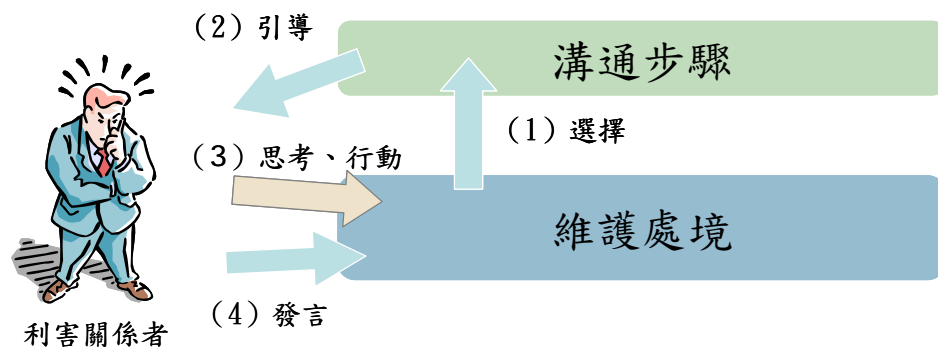 (2) 引導
溝通步驟
(1) 選擇
(3) 思考、行動
維護處境
(4) 發言
利害關係者